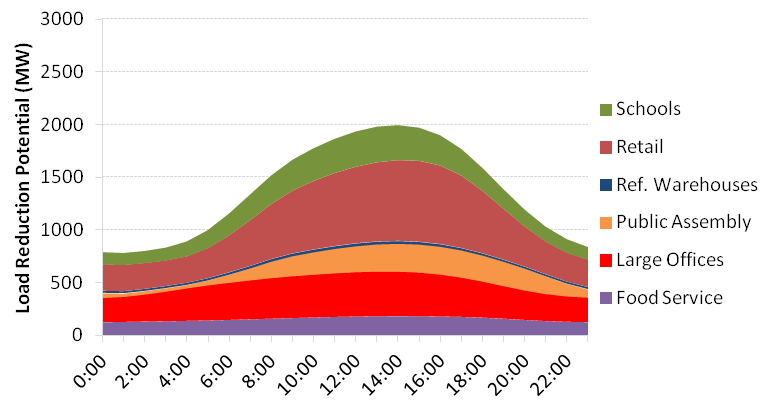 3000
2500
2000
1500
1000
500
0
Load Reduction Potential (MW)
0:00
2:00
4:00
6:00
8:00
10:00
12:00
14:00
16:00
18:00
20:00
22:00
Schools
Retail
Ref. Warehouses
Public Assembly
Large Offices
Food Service